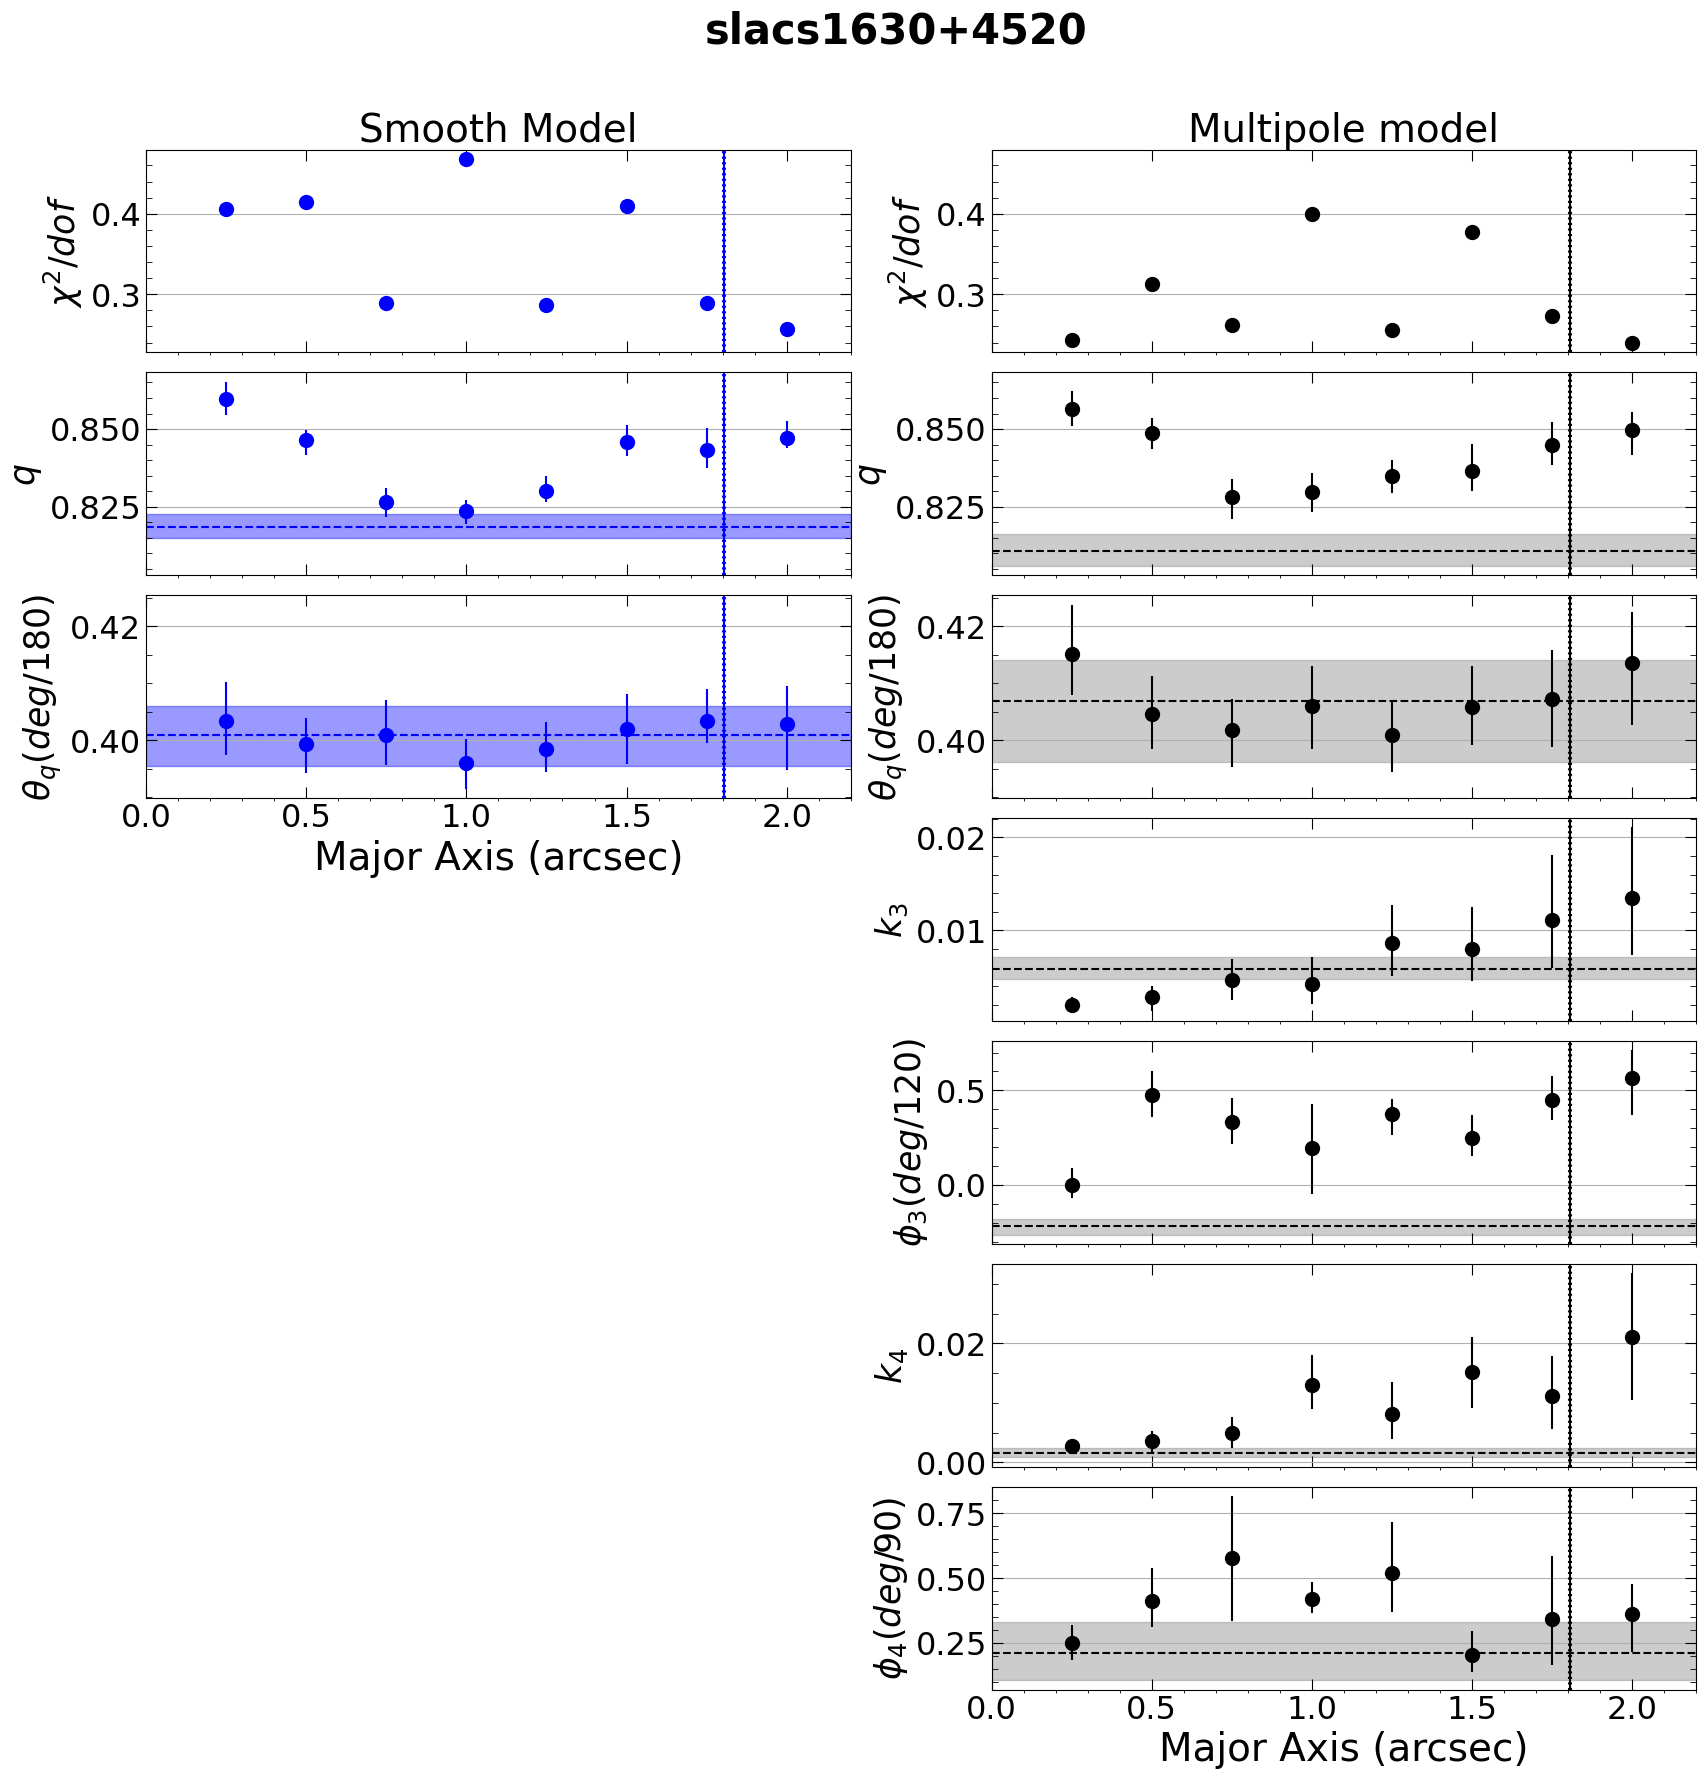 slacs1630+4520
Smooth Model
χ²/dof
0.4
0.3
q
0.850
0.825
θ_q(deg/180)
0.42
0.40
0.0 0.5 1.0 1.5 2.0
Major Axis (arcsec)
Multipole model
χ²/dof
0.4
0.3
q
0.850
0.825
θ_q(deg/180)
0.42
0.40
k₃
0.02
0.01
ϕ₃(deg/120)
0.5
0.0
k₄
0.02
0.00
ϕ₄(deg/90)
0.75
0.50
0.25
0.0 0.5 1.0 1.5 2.0
Major Axis (arcsec)